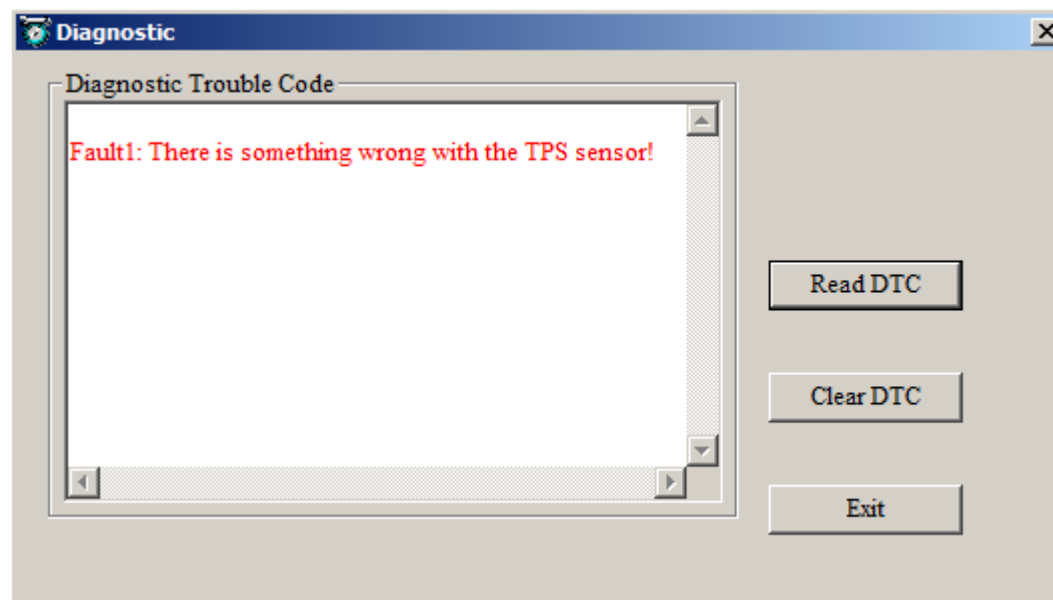 Diagnostic
Diagnostic Trouble Code
Fault1: There is something wrong with the TPS sensor!
Read DTC
Clear DTC
Exit